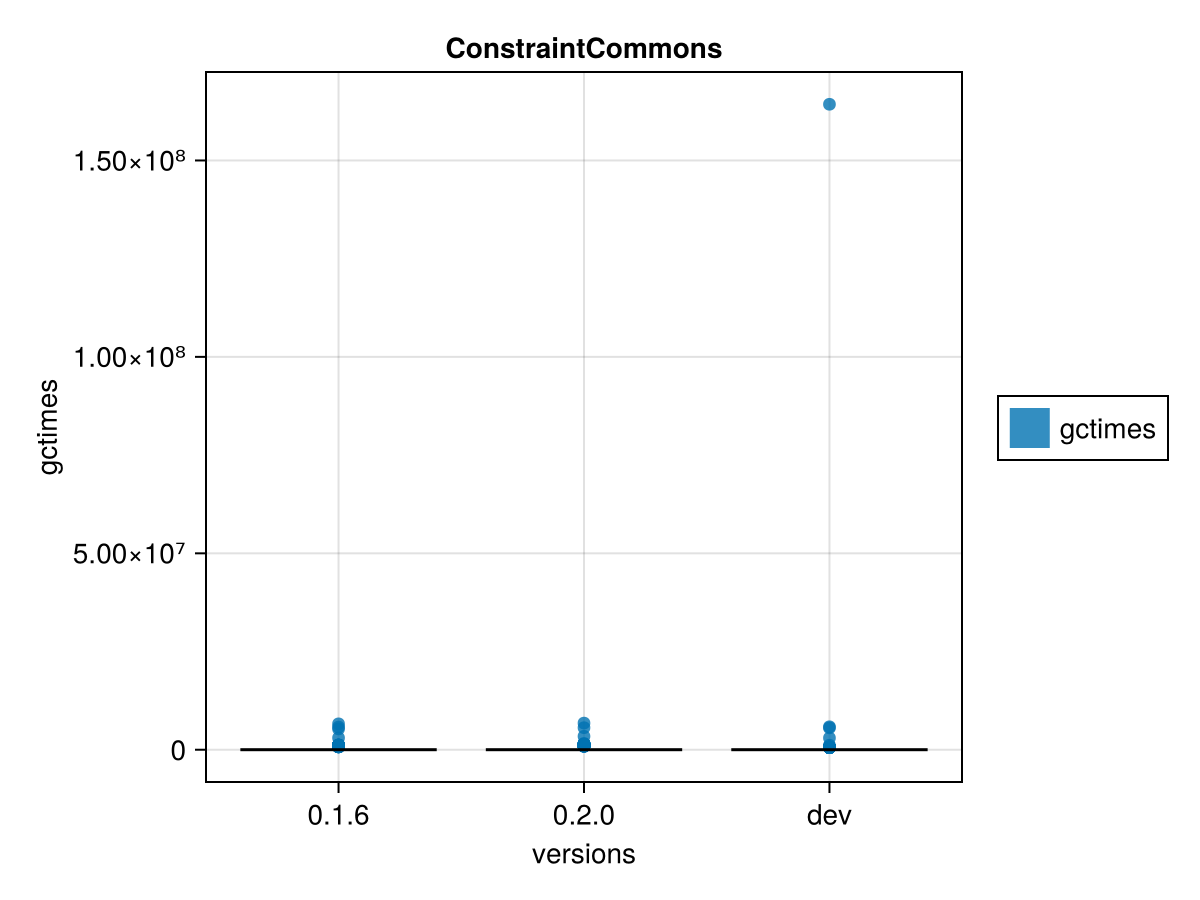 ConstraintCommons
1.50×10⁸
1.00×10⁸
5.00×10⁷
0
gctimes
0.1.6
0.2.0
dev
versions
gctimes